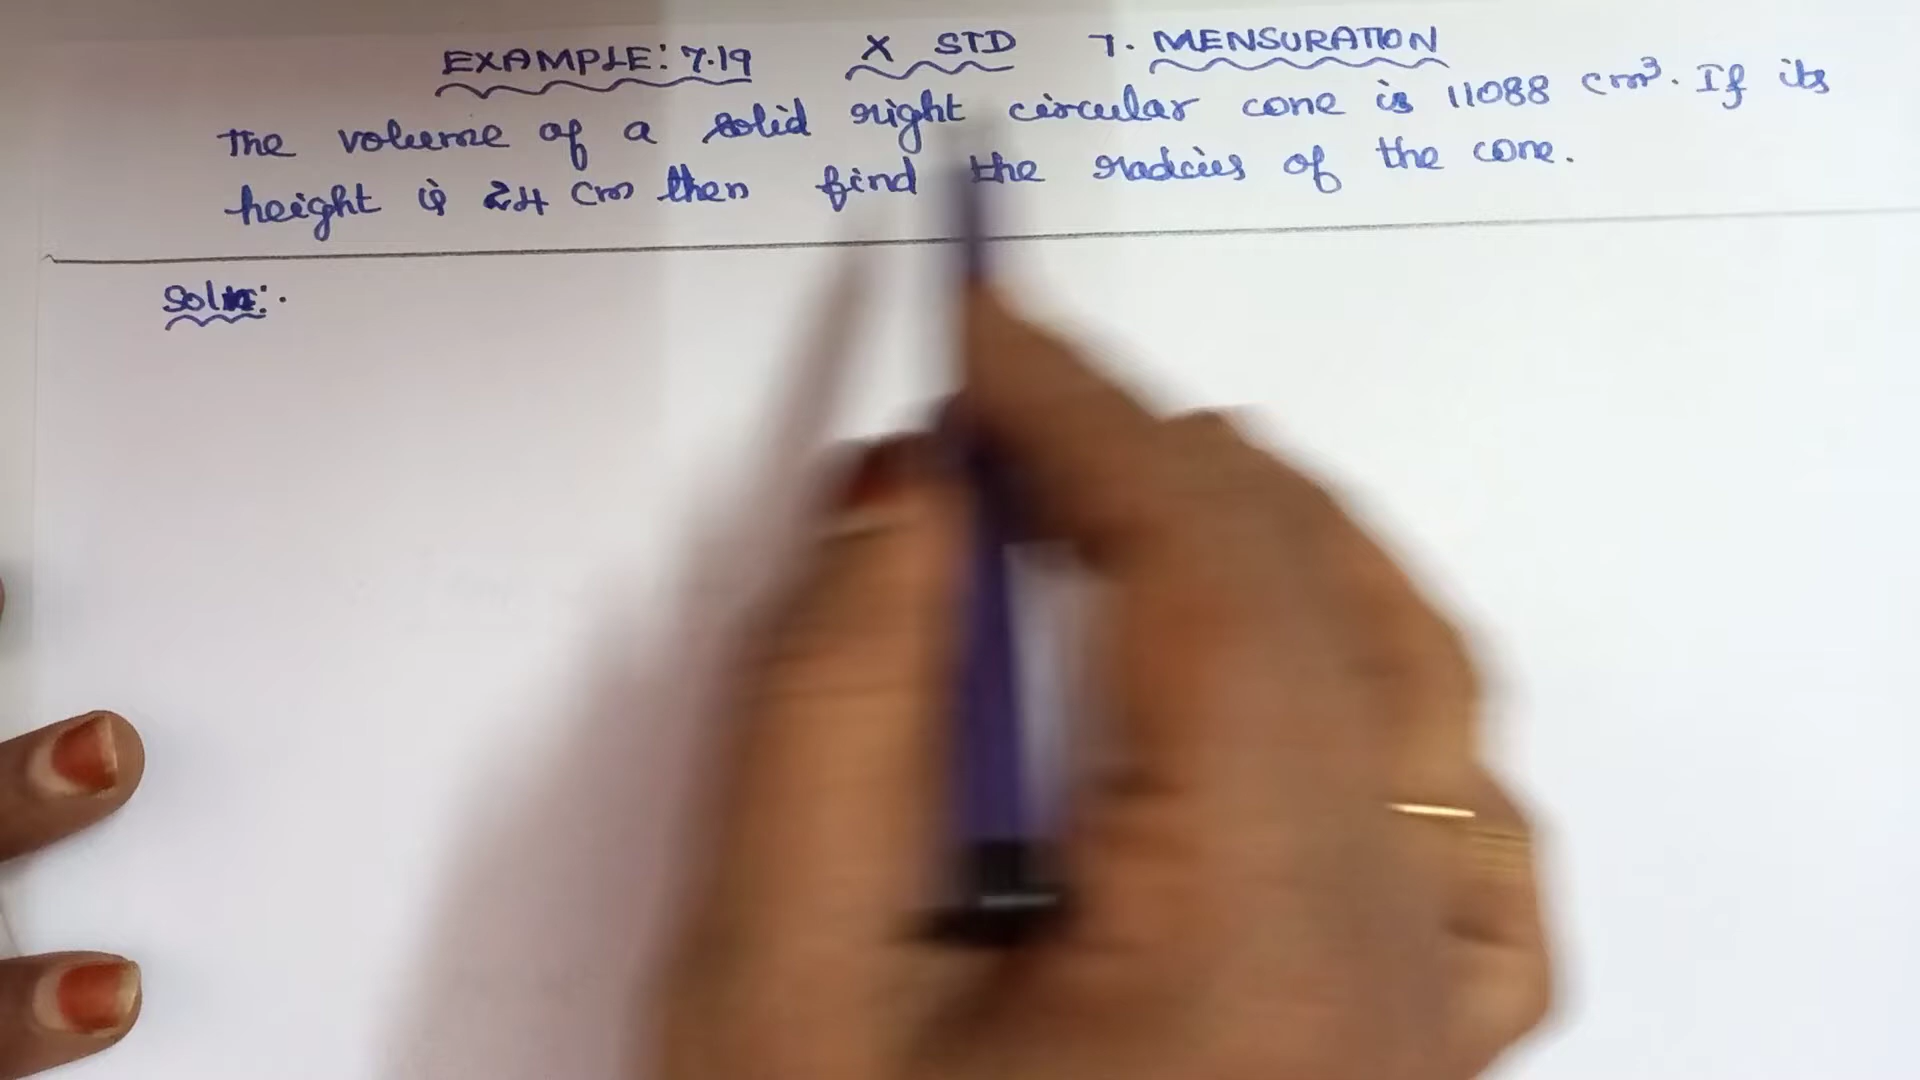 EXAMPLE: 7.19 X STD 7. MENSURATION
The volume of a solid right circular cone is 11088 cm³. If its
height is 24 cm then find the radius of the cone.
Soln:.